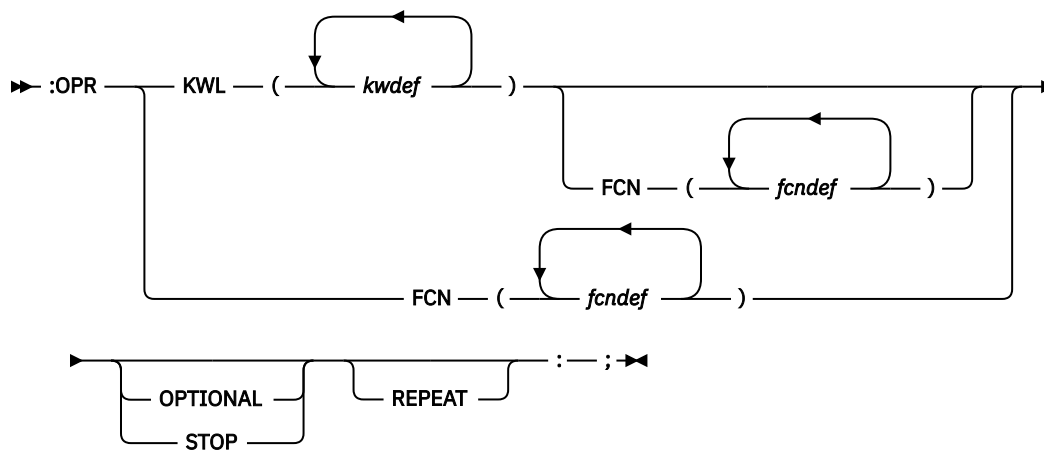 :OPR KWL ( kwdef )
FCN ( fcndef )
FCN ( fcndef )
: ;
OPTIONAL REPEAT
STOP